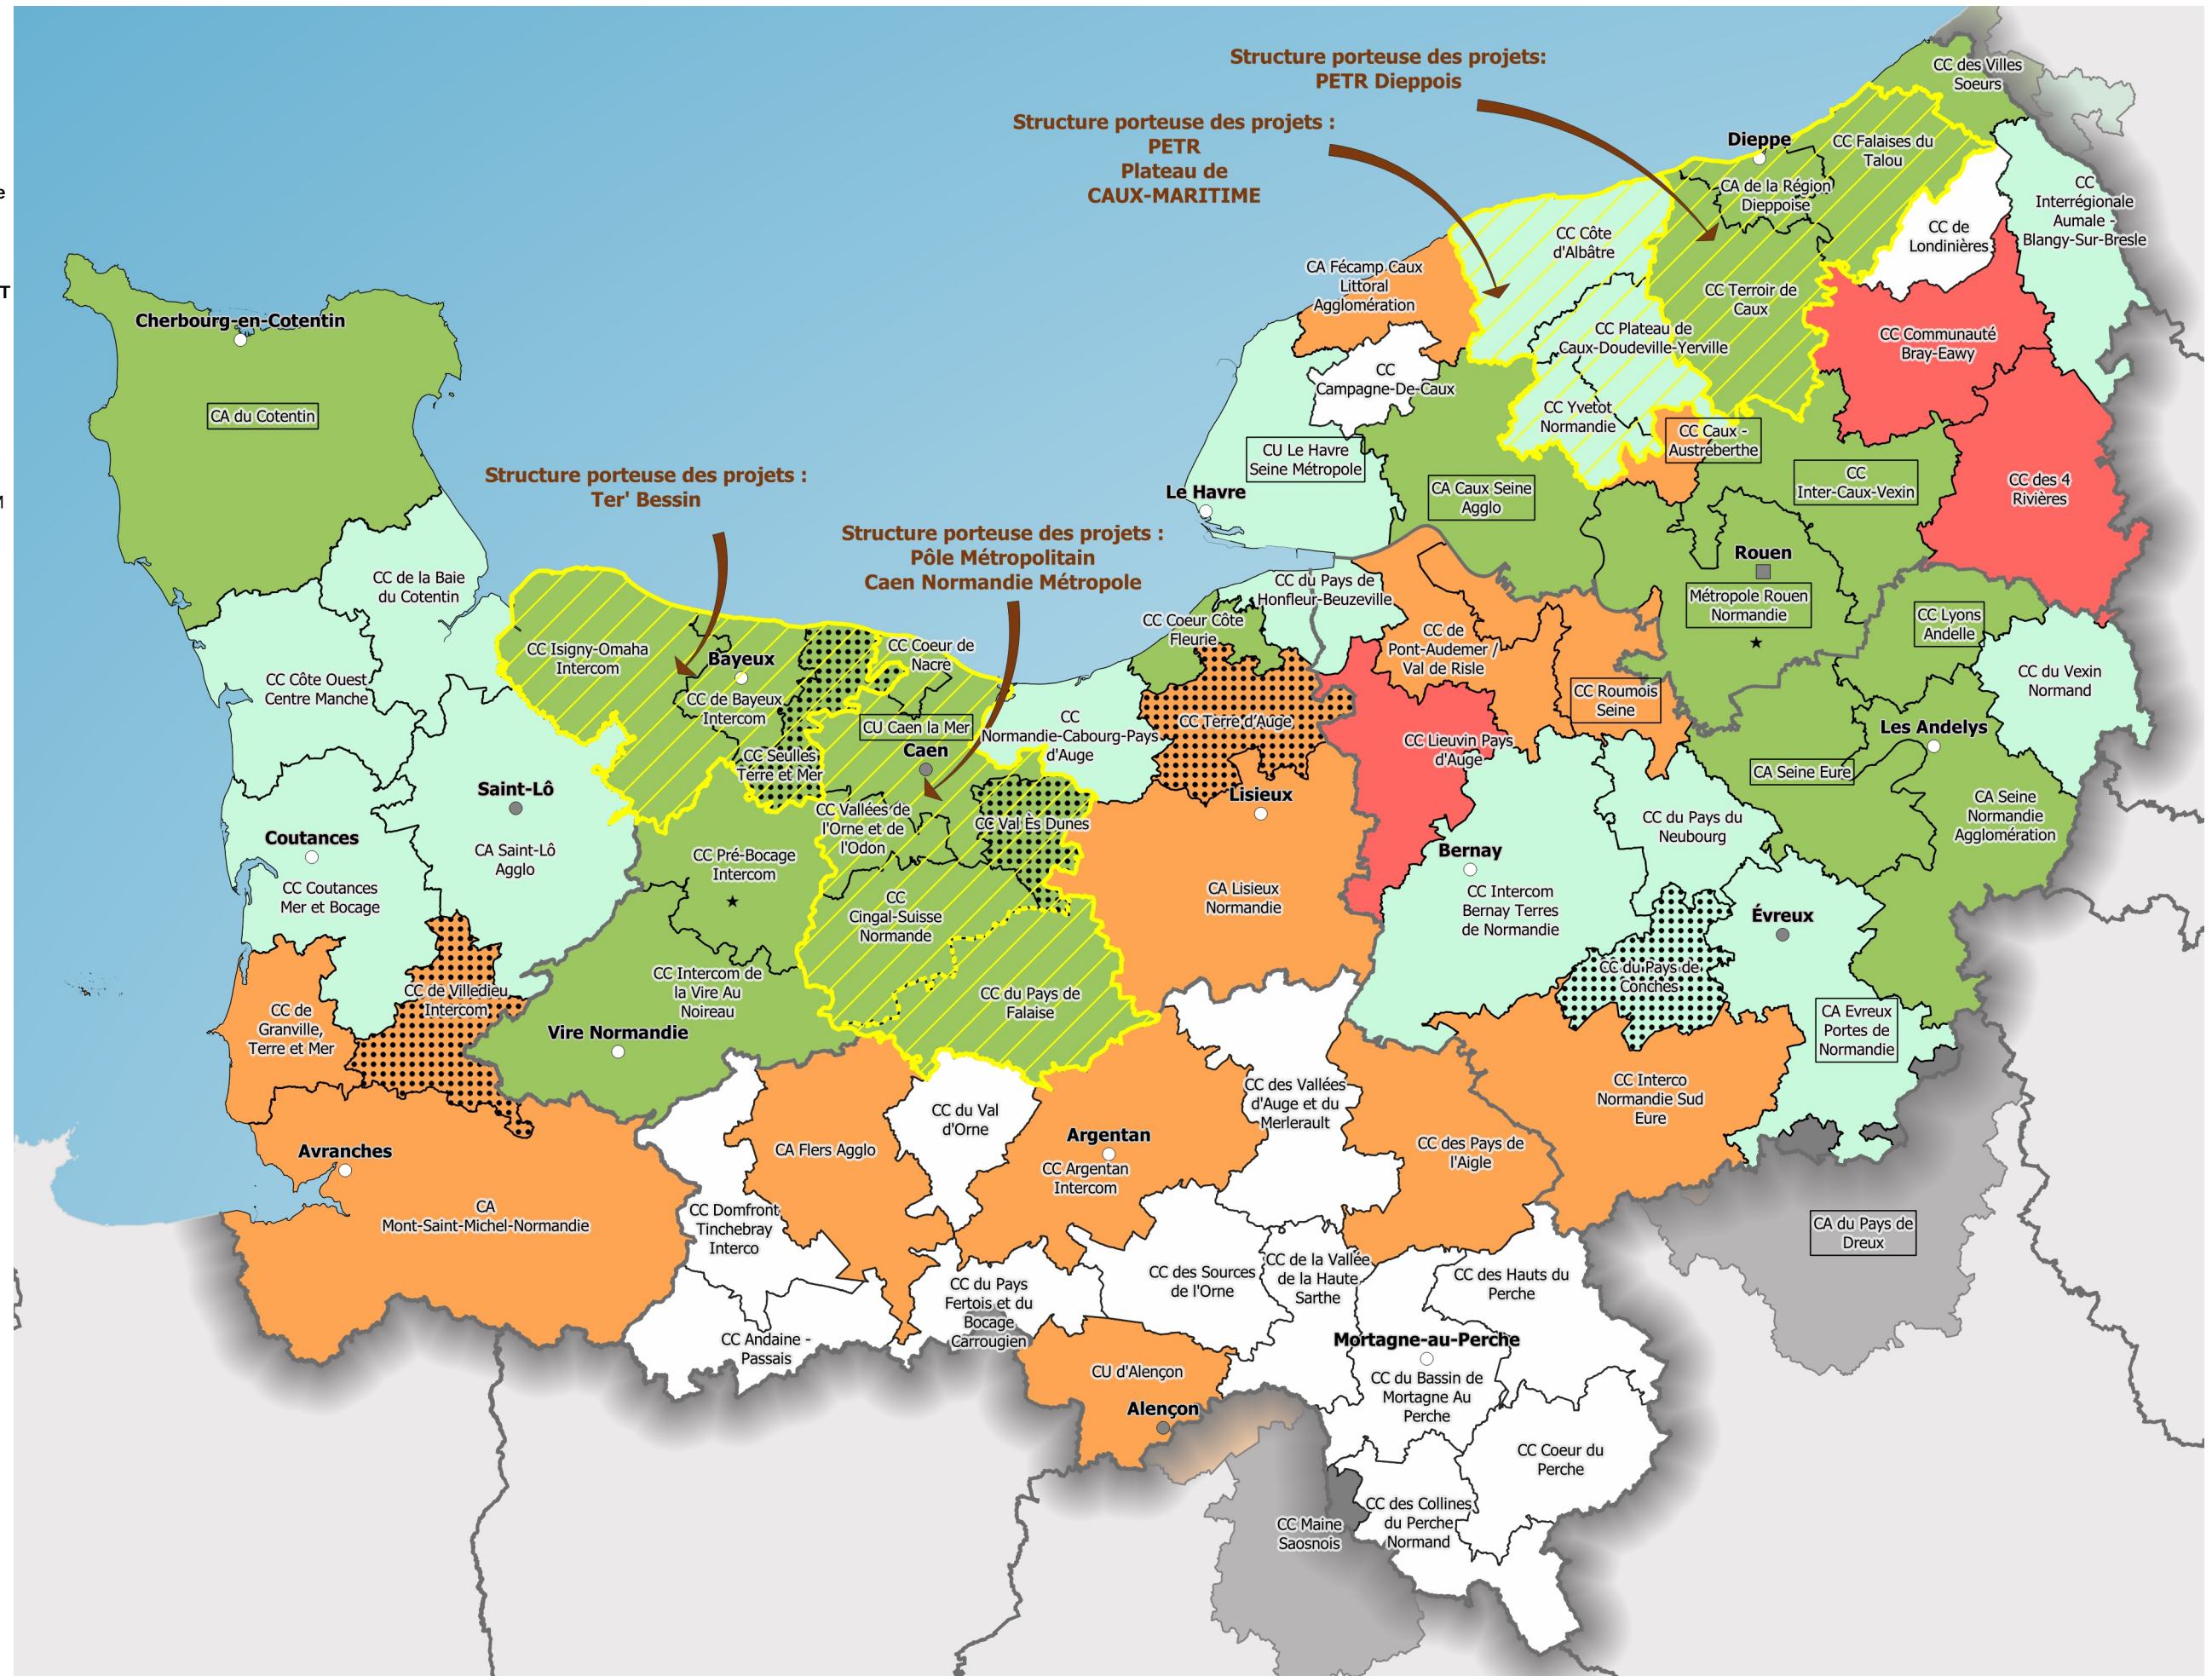 Structure porteuse des projets:
PETR Dieppois
Structure porteuse des projets :
PETR
Plateau de
CAUX-MARITIME
CC des Villes
Soeurs
Dieppe
CC Falaises du
Talou
CA de la Région
Dieppoise
CC
Interrégionale
Aumale -
Blangy-Sur-Bresle
CC de
Londinières
e
CC Côte
d'Albâtre
CA Fécamp Caux
Littoral
Agglomération
CC Terroir de
Caux
T
Cherbourg-en-Cotentin
CC Plateau de
Caux-Doudeville-Yerville
CC Communauté
Bray-Eawy
CC
Campagne-De-Caux
CA du Cotentin
CC Yvetot
Normandie
CC Caux -
Austreberthe
CU Le Havre
Seine Métropole
CC
Inter-Caux-Vexin
CC des 4
Rivières
Structure porteuse des projets :
Ter' Bessin
Le Havre
CA Caux Seine
Agglo
M
Structure porteuse des projets :
Pôle Métropolitain
Caen Normandie Métropole
Rouen
Métropole Rouen
Normandie
CC de la Baie
du Cotentin
CC du Pays de
Honfleur-Beuzeville
CC Coeur Côte
Fleurie
CC Lyons
Andelle
CC de
Pont-Audemer /
Val de Risle
CC Isigny-Omaha
Intercom
Bayeux
CC Coeur de
Nacre
CC Côte Ouest
Centre Manche
CC de Bayeux
Intercom
CC Roumois
Seine
CC du Vexin
Normand
CU Caen la Mer
Caen
CC
Normandie-Cabourg-Pays
d'Auge
CC Terre d'Auge
Les Andelys
CC Lieuvin Pays
d'Auge
CC Seulles
Terre et Mer
CA Seine Eure
Saint-Lô
Lisieux
CC Vallées de
l'Orne et de
l'Odon
CC Val Ès Dunes
CC du Pays du
Neubourg
CA Seine
Normandie
Agglomération
Coutances
CA Saint-Lô
Agglo
CC Pré-Bocage
Intercom
Bernay
CC Coutances
Mer et Bocage
CA Lisieux
Normandie
CC
Cingal-Suisse
Normande
CC Intercom
Bernay Terres
de Normandie
Évreux
CC Intercom de
la Vire Au
Noireau
CC du Pays de
Conches
CC de Villedieu
Intercom
CC du Pays de
Falaise
CC de
Granville,
Terre et Mer
Vire Normandie
CA Evreux
Portes de
Normandie
CC des Vallées
d'Auge et du
Merlerault
CC Interco
Normandie Sud
Eure
CC du Val
d'Orne
Argentan
Avranches
CA Flers Agglo
CC des Pays de
l'Aigle
CC Argentan
Intercom
CA
Mont-Saint-Michel-Normandie
CC Domfront
Tinchebray
Interco
CA du Pays de
Dreux
CC de la Vallée
de la Haute
Sarthe
CC des Sources
de l'Orne
CC des Hauts du
Perche
CC du Pays
Fertois et du
Bocage
Carrougien
CC Andaine -
Passais
Mortagne-au-Perche
CU d'Alençon
CC du Bassin de
Mortagne Au
Perche
Alençon
CC Coeur du
Perche
CC des Collines
du Perche
Normand
CC Maine
Saosnois